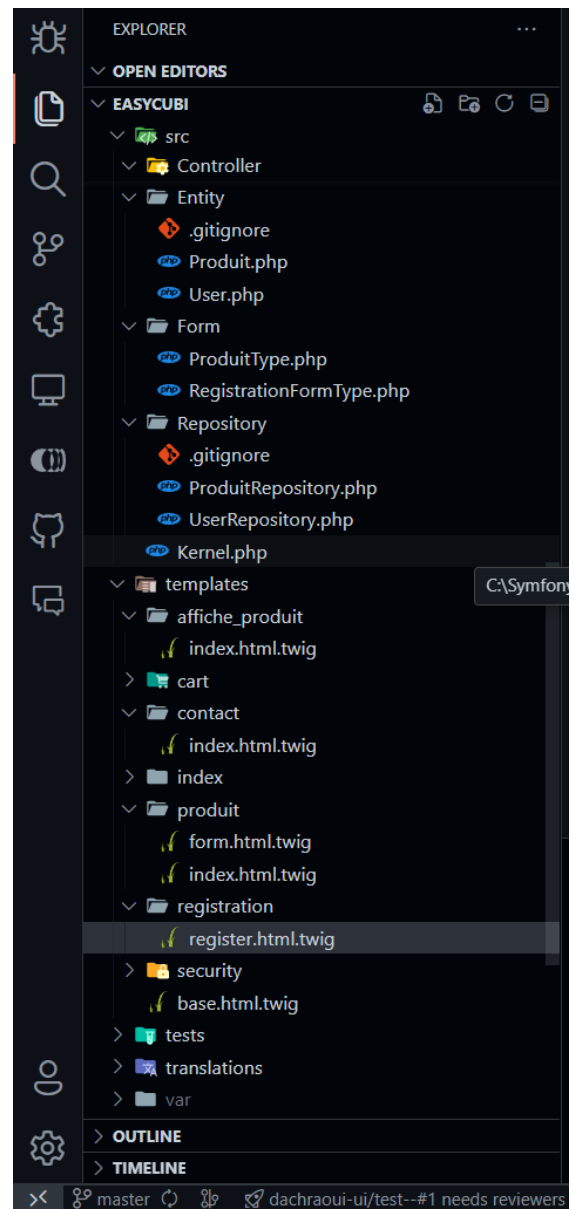 EXPLORER
OPEN EDITORS
EASYCUBI
src
Controller
Entity
.gitignore
Produit.php
User.php
Form
ProduitType.php
RegistrationFormType.php
Repository
.gitignore
ProduitRepository.php
UserRepository.php
Kernel.php
templates
C:\Symfony
affiche_produit
index.html.twig
cart
contact
index.html.twig
index
produit
form.html.twig
index.html.twig
registration
register.html.twig
security
base.html.twig
tests
translations
var
OUTLINE
TIMELINE
master dachraoui-ui/test--#1 needs reviewers